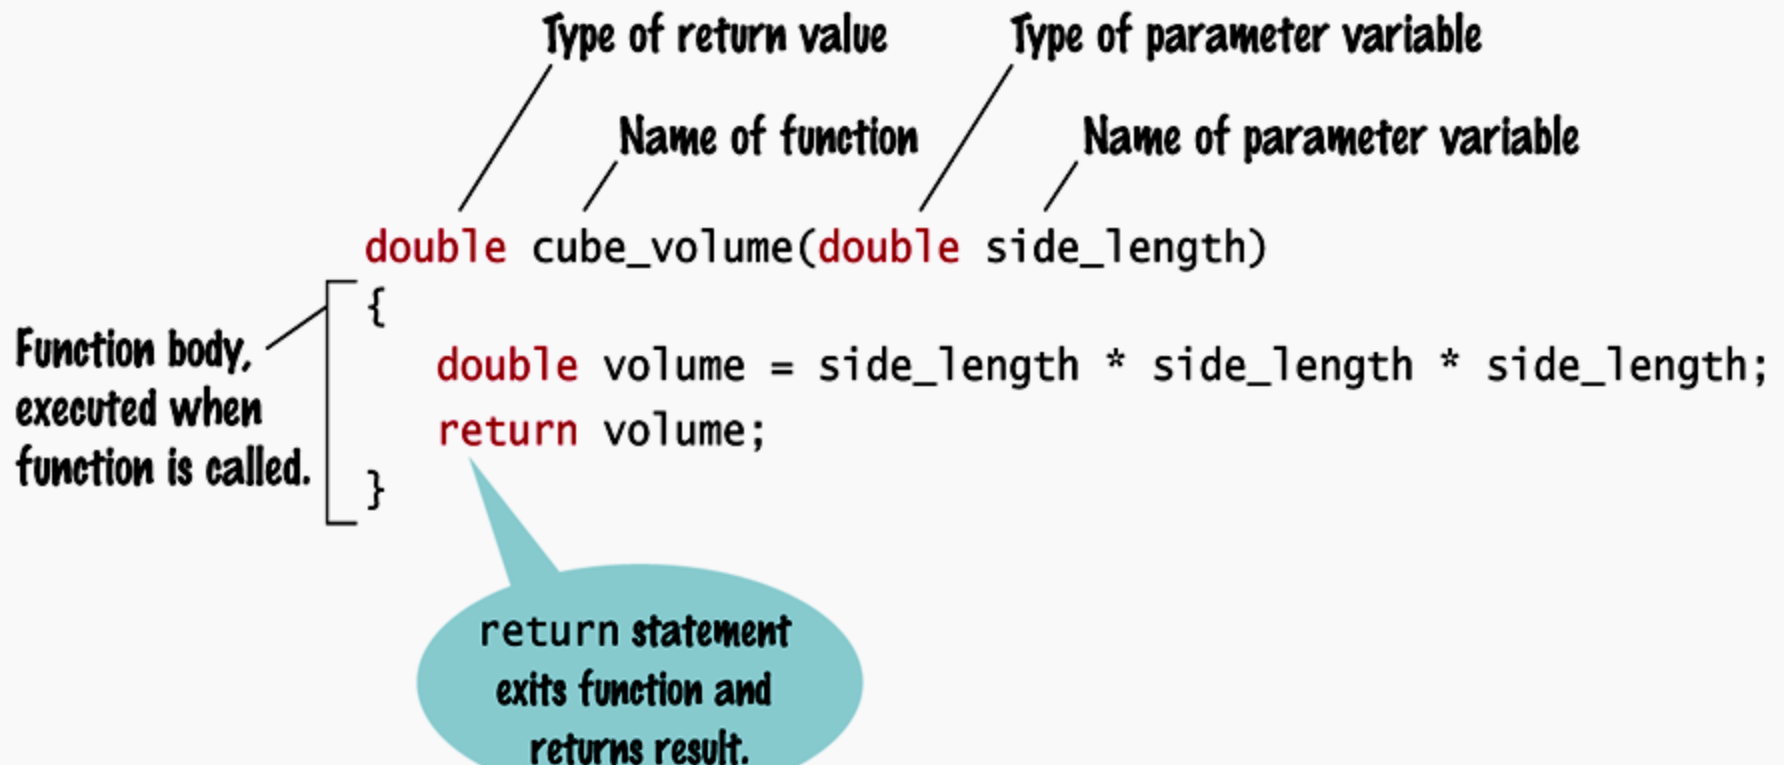 Type of return value
Type of parameter variable
Name of function
Name of parameter variable
double cube_volume(double side_length)
{
Function body,
executed when
function is called.
double volume = side_length * side_length * side_length;
return volume;
}
return statement
exits function and
returns result.